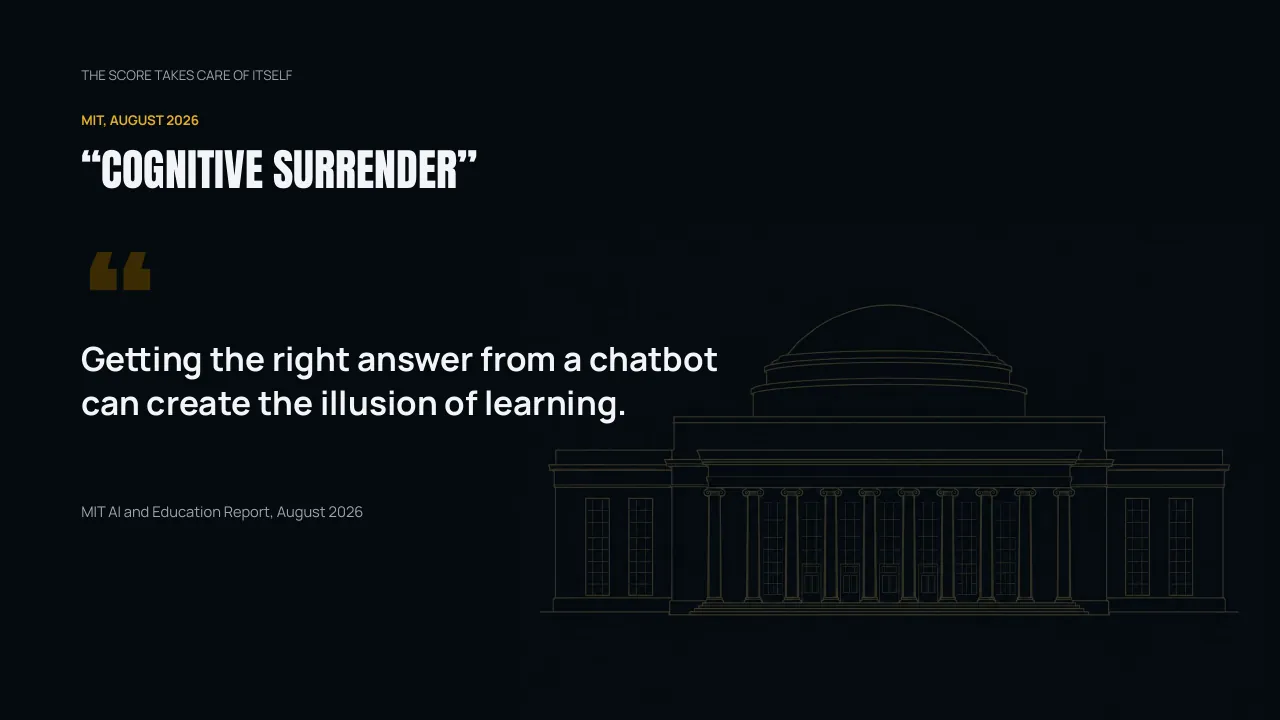 THE SCORE TAKES CARE OF ITSELF
MIT, AUGUST 2026
“COGNITIVE SURRENDER”
“
Getting the right answer from a chatbot
can create the illusion of learning.
MIT AI and Education Report, August 2026